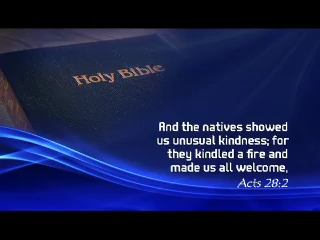 Holy Bible
And the natives showed
us unusual kindness; for
they kindled a fire and
made us all welcome,
Acts 28:2